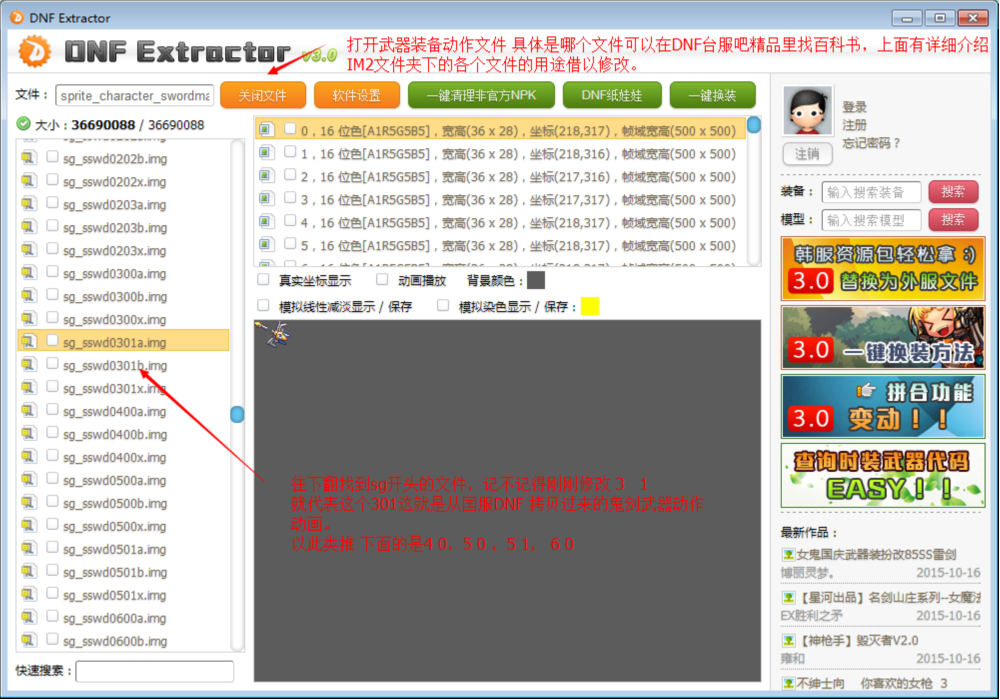 DNF Extractor
DNF Extractor v3.0
打开武器装备动作文件 具体是哪个文件可以在DNF台服吧精品里找百科书，上面有详细介绍
IM2文件夹下的各个文件的用途借以修改。
文件： sprite_character_swordma 关闭文件 软件设置 一键清理非官方NPK DNF纸娃娃 一键换装
大小：36690088 / 36690088
sg_sswd0202b.img
sg_sswd0202x.img
sg_sswd0203a.img
sg_sswd0203b.img
sg_sswd0203x.img
sg_sswd0300a.img
sg_sswd0300b.img
sg_sswd0300x.img
sg_sswd0301a.img
sg_sswd0301b.img
sg_sswd0301x.img
sg_sswd0400a.img
sg_sswd0400b.img
sg_sswd0400x.img
sg_sswd0500a.img
sg_sswd0500b.img
sg_sswd0500x.img
sg_sswd0501a.img
sg_sswd0501b.img
sg_sswd0501x.img
sg_sswd0600a.img
sg_sswd0600b.img
快速搜索：
0，16 位色[A1R5G5B5]，宽高(36 x 28)，坐标(218,317)，帧域宽高(500 x 500)
1，16 位色[A1R5G5B5]，宽高(36 x 28)，坐标(218,316)，帧域宽高(500 x 500)
2，16 位色[A1R5G5B5]，宽高(36 x 28)，坐标(217,316)，帧域宽高(500 x 500)
3，16 位色[A1R5G5B5]，宽高(36 x 28)，坐标(217,317)，帧域宽高(500 x 500)
4，16 位色[A1R5G5B5]，宽高(36 x 28)，坐标(218,317)，帧域宽高(500 x 500)
5，16 位色[A1R5G5B5]，宽高(36 x 28)，坐标(218,316)，帧域宽高(500 x 500)
真实坐标显示 动画播放 背景颜色：
模拟线性减淡显示 / 保存 模拟染色显示 / 保存：
往下翻找到sg开头的文件，记不记得刚刚修改 3 1
就代表这个301这就是从国服DNF 拷贝过来的鬼剑武器动作
动画。
以此类推 下面的是4 0，5 0，5 1，6 0
登录
注册
忘记密码？
注销
装备： 输入搜索装备 搜索
模型： 输入搜索模型 搜索
韩服资源包轻松拿 :)
3.0 替换为外服文件
3.0 一键换装方法
拼合功能
3.0 变动！！
查询时装武器代码
EASY！！
最新作品：
女鬼国庆武器装扮改85SS雷剑
博丽灵梦。 2015-10-16
【星河出品】名剑山庄系列--女魔法
EX胜利之矛 2015-10-16
【神枪手】毁灭者V2.0
雍和 2015-10-16
不绅士向 你喜欢的女枪 3